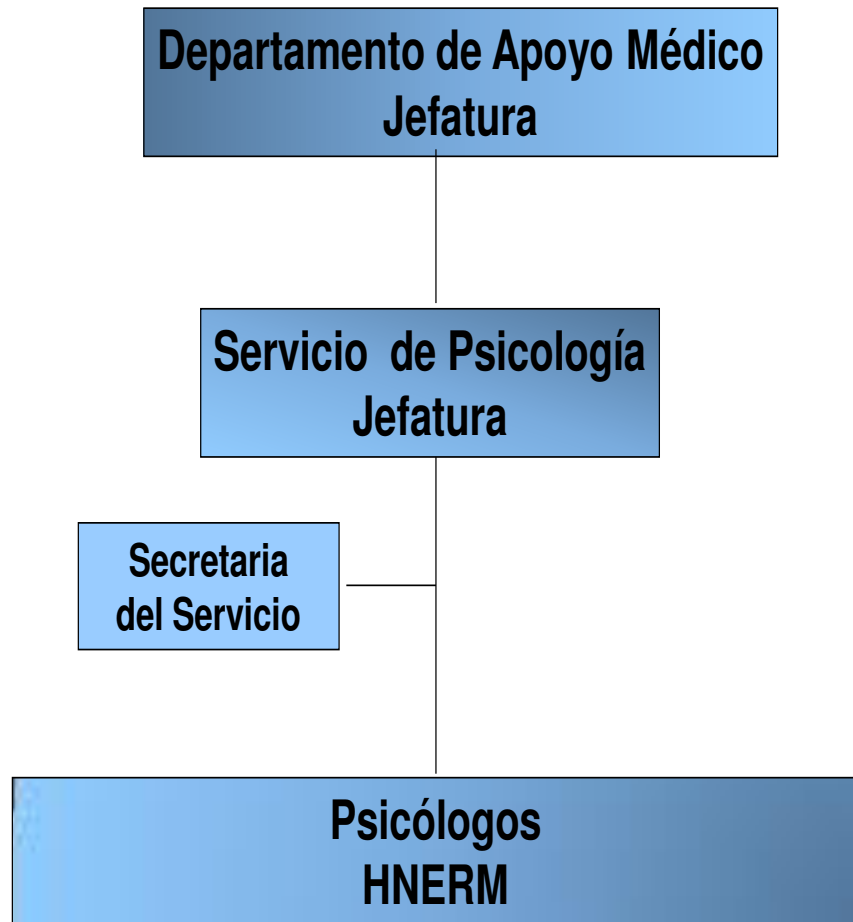 Departamento de Apoyo Médico
Jefatura
Servicio de Psicología
Jefatura
Secretaria
del Servicio
Psicólogos
HNERM